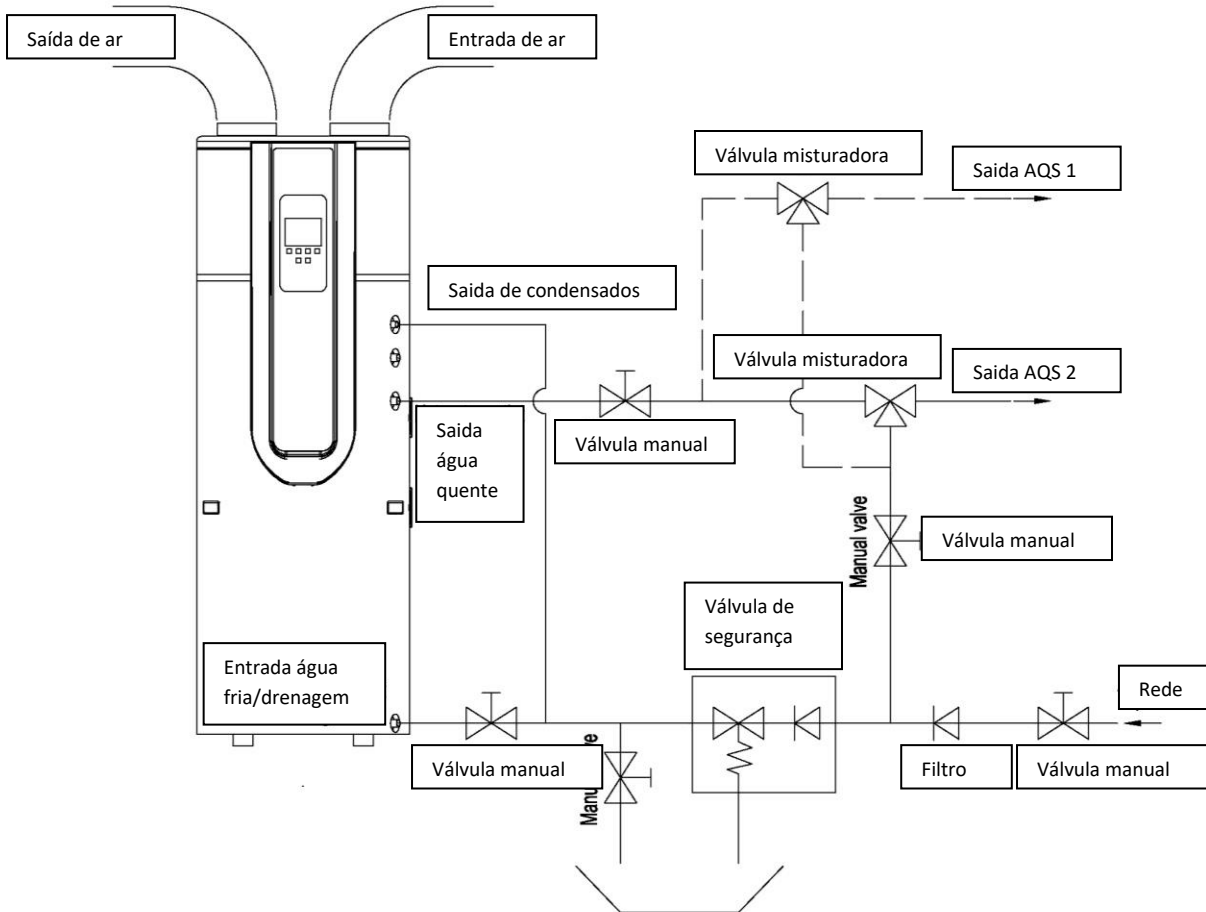 Saída de ar
Entrada de ar
Válvula misturadora
Saida AQS 1
Saida de condensados
Válvula misturadora
Saida AQS 2
Saida
água
quente
Válvula manual
Manual valve
Válvula manual
Válvula de
segurança
Entrada água
fria/drenagem
Rede
Válvula manual
Filtro
Válvula manual